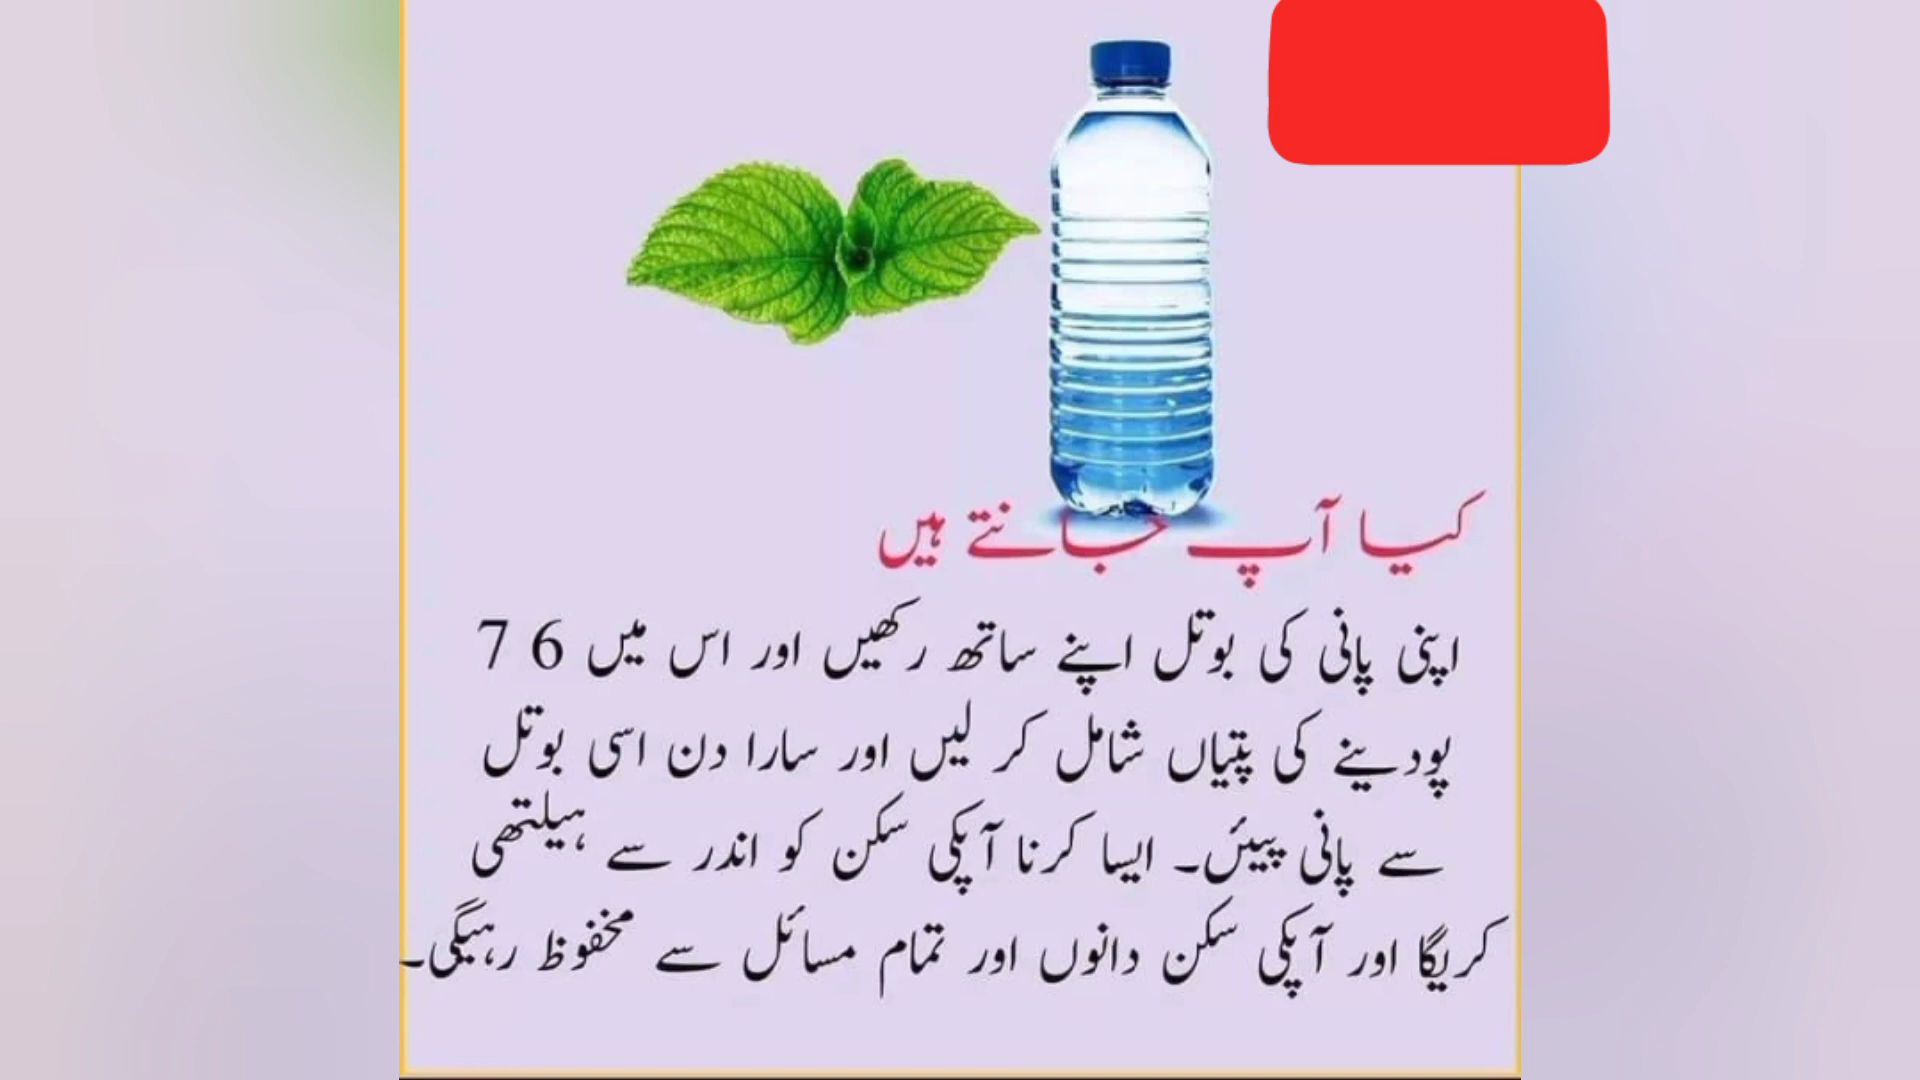 کیا آپ جانتے ہیں
اپنی پانی کی بوتل اپنے ساتھ رکھیں اور اس میں 6 7
پودینے کی پتیاں شامل کر لیں اور سارا دن اسی بوتل
سے پانی پییئں۔ ایسا کرنا آپکی سکن کو اندر سے ہیلتھی
کریگا اور آپکی سکن دانوں اور تمام مسائل سے محفوظ رہیگی۔